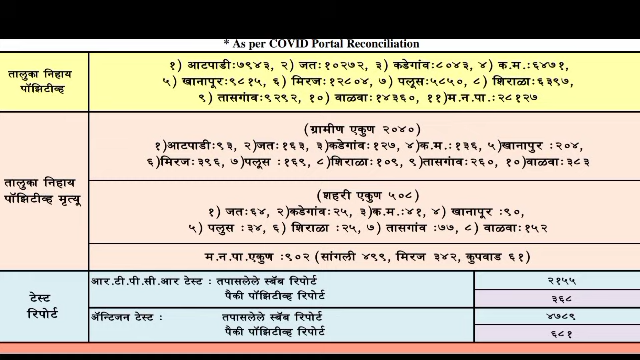 * As per COVID Portal Reconciliation
तालुका निहाय
पॉझिटीव्ह
१) आटपाडी:७९४३, २) जत:१०२७२, ३) कडेगांव:८०४३, ४) क.म.:६४७१,
५) खानापूर:९८१५, ६) मिरज:१२८०४, ७) पलूस:५८५०, ८) शिराळा:६३९७,
९) तासगांव:९२९२, १०) वाळवा:१४३६०, ११) म.न.पा.:२८१२७
तालुका निहाय
पॉझिटीव्ह मृत्यू
(ग्रामीण एकुण २०४०)
१)आटपाडी:९३, २)जत:१६३, ३)कडेगांव:१२७, ४)क.म.:१३६, ५)खानापुर:२०४,
६)मिरज:३९६, ७)पलूस :१६९, ८)शिराळा:१०९, ९)तासगांव:२६०, १०)वाळवा:३८३
(शहरी एकुण ५०८)
१) जत:६४, २)कडेगांव:२५, ३)क.म.:४१, ४) खानापूर :९०,
५) पलुस :३४, ६) शिराळा :२५, ७) तासगांव :७७, ८) वाळवा:१५२
म.न.पा.एकुण :९०२ (सांगली ४९९, मिरज ३४२, कुपवाड ६१)
टेस्ट
रिपोर्ट
आर.टी.पी.सी.आर टेस्ट : तपासलेले स्वॅब रिपोर्ट २१५५
पैकी पॉझिटीव्ह रिपोर्ट ३६८
ॲन्टिजन टेस्ट : तपासलेले स्वॅब रिपोर्ट ४७८९
पैकी पॉझिटीव्ह रिपोर्ट ६८१